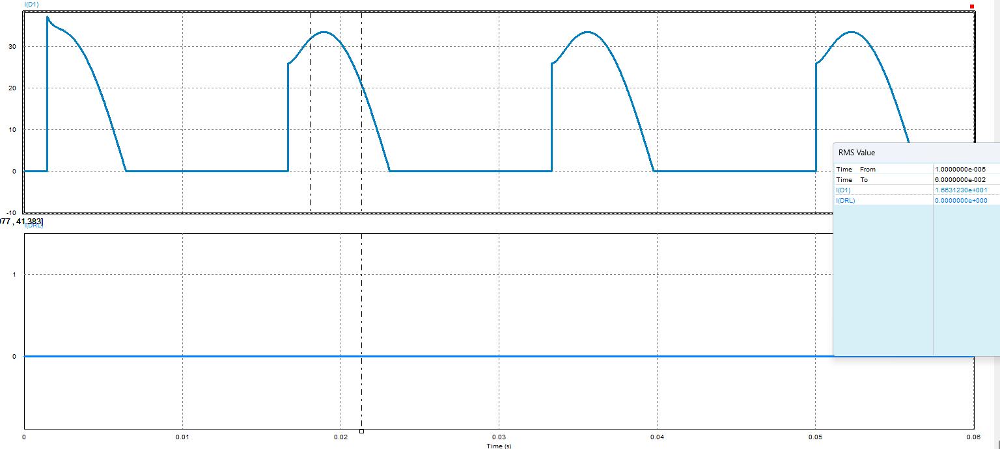 I(D1)
30
20
10
0
-10
077 , 41.383]
I(DRL)
1
0
0
0.01
0.02
0.03
0.04
0.05
0.06
Time (s)
RMS Value
Time From 1.0000000e-005
Time To 6.0000000e-002
I(D1) 1.6631230e+001
I(DRL) 0.0000000e+000